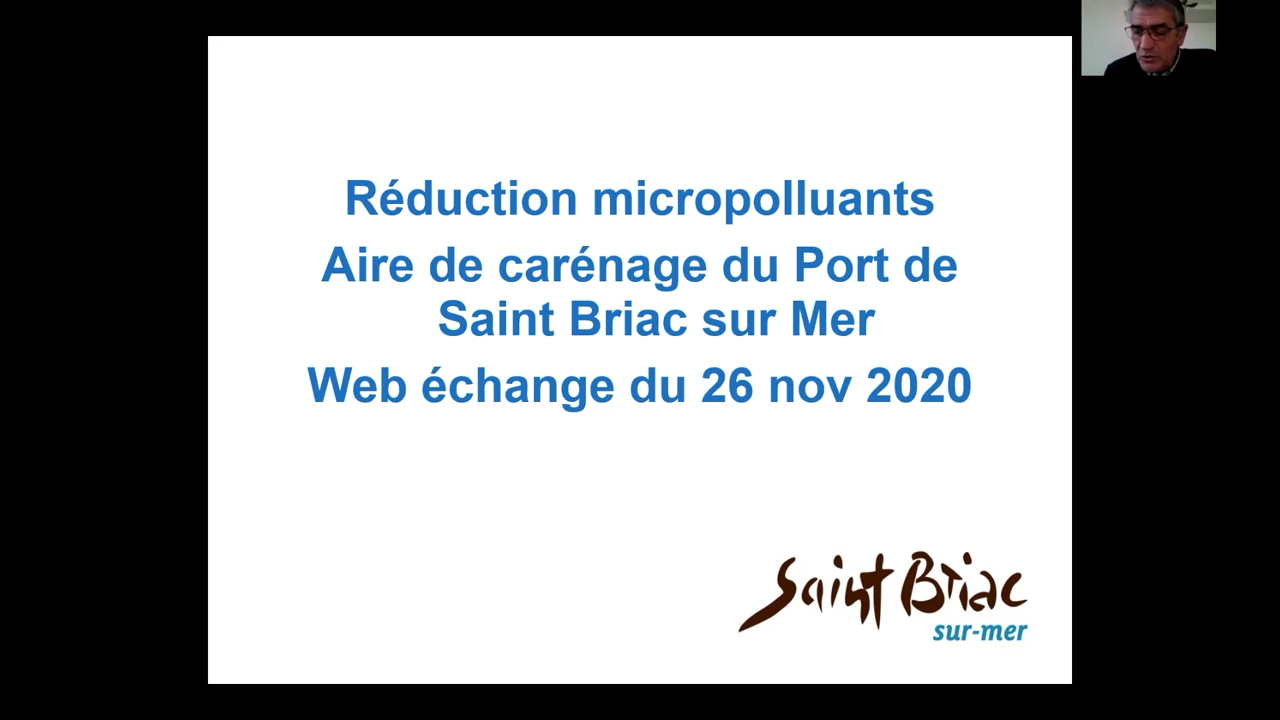 Réduction micropolluants
Aire de carénage du Port de
Saint Briac sur Mer
Web échange du 26 nov 2020
Saint Briac
sur-mer